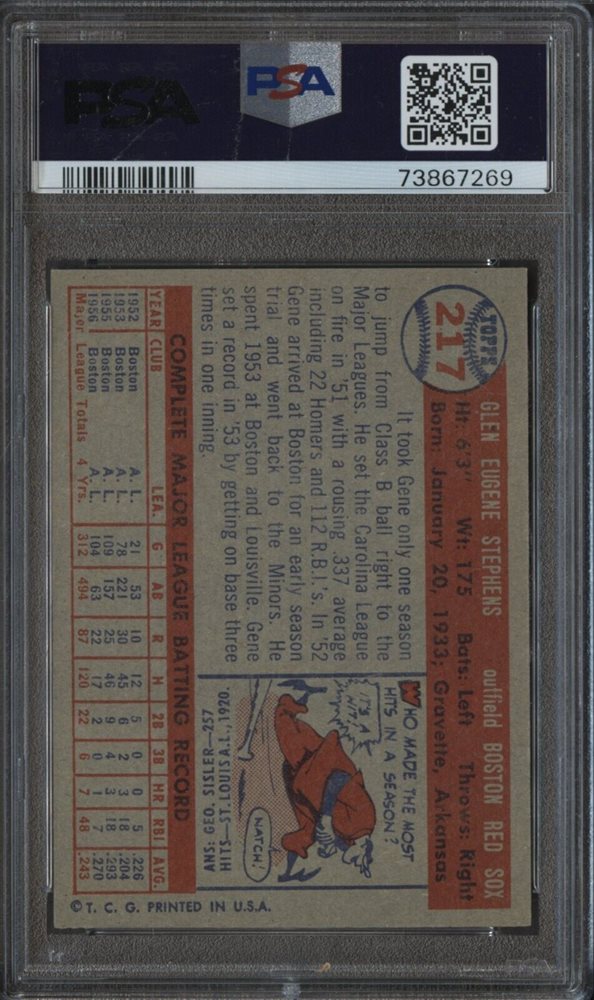 PSA
PSA
73867269
TOPPS
217
GLEN EUGENE STEPHENS outfield BOSTON RED SOX
Ht: 6'3" Wt: 175 Bats: Left Throws: Right
Born: January 20, 1933; Gravette, Arkansas
It took Gene only one season
to jump from Class B ball right to the
Major Leagues. He set the Carolina League
on fire in '51 with a rousing .337 average
including 22 Homers and 112 R.B.I.'s. In '52
Gene arrived at Boston for an early season
trial and went back to the Minors. He
spent 1953 at Boston and Louisville. Gene
set a record in '53 by getting on base three
times in one inning.
WHO MADE THE MOST
HITS IN A SEASON?
IT'S A
HIT!
NATCH!
ANS: GEO. SISLER—257
HITS—ST. LOUIS A.L., 1920.
COMPLETE MAJOR LEAGUE BATTING RECORD
YEAR CLUB LEA. G AB R H 2B 3B HR RBI AVG.
1952 Boston A. L. 21 53 10 12 5 0 0 5 .226
1953 Boston A. L. 78 221 30 45 6 2 3 18 .204
1955 Boston A. L. 109 157 25 46 9 4 3 18 .293
1956 Boston A. L. 104 63 22 17 2 0 1 7 .270
Major League Totals 4 Yrs. 312 494 87 120 22 6 7 48 .243
© T. C. G. PRINTED IN U.S.A.